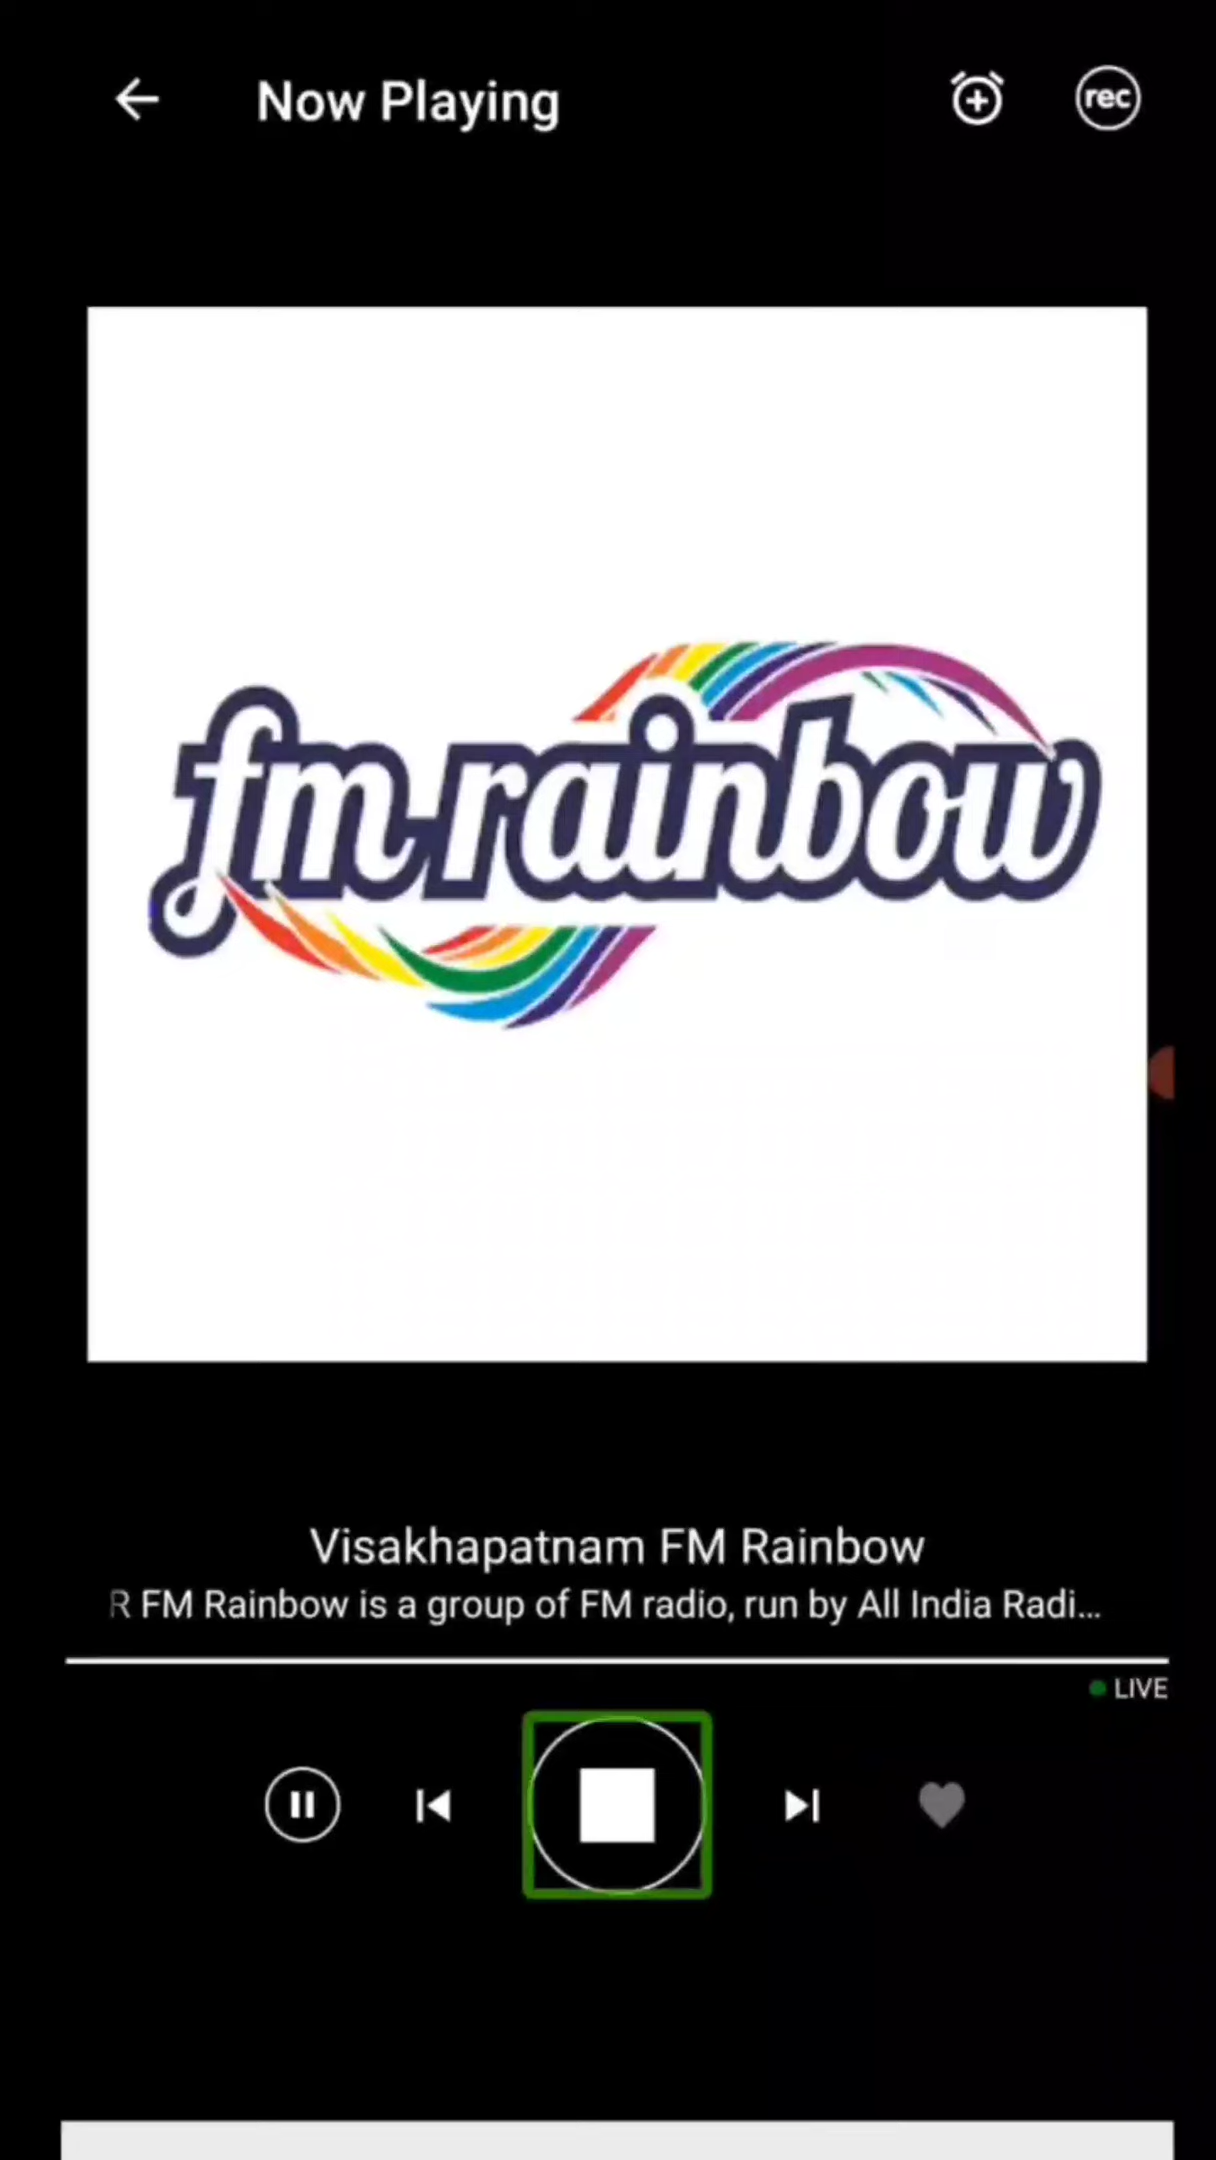 Now Playing
rec
fm rainbow
Visakhapatnam FM Rainbow
R FM Rainbow is a group of FM radio, run by All India Radi...
LIVE